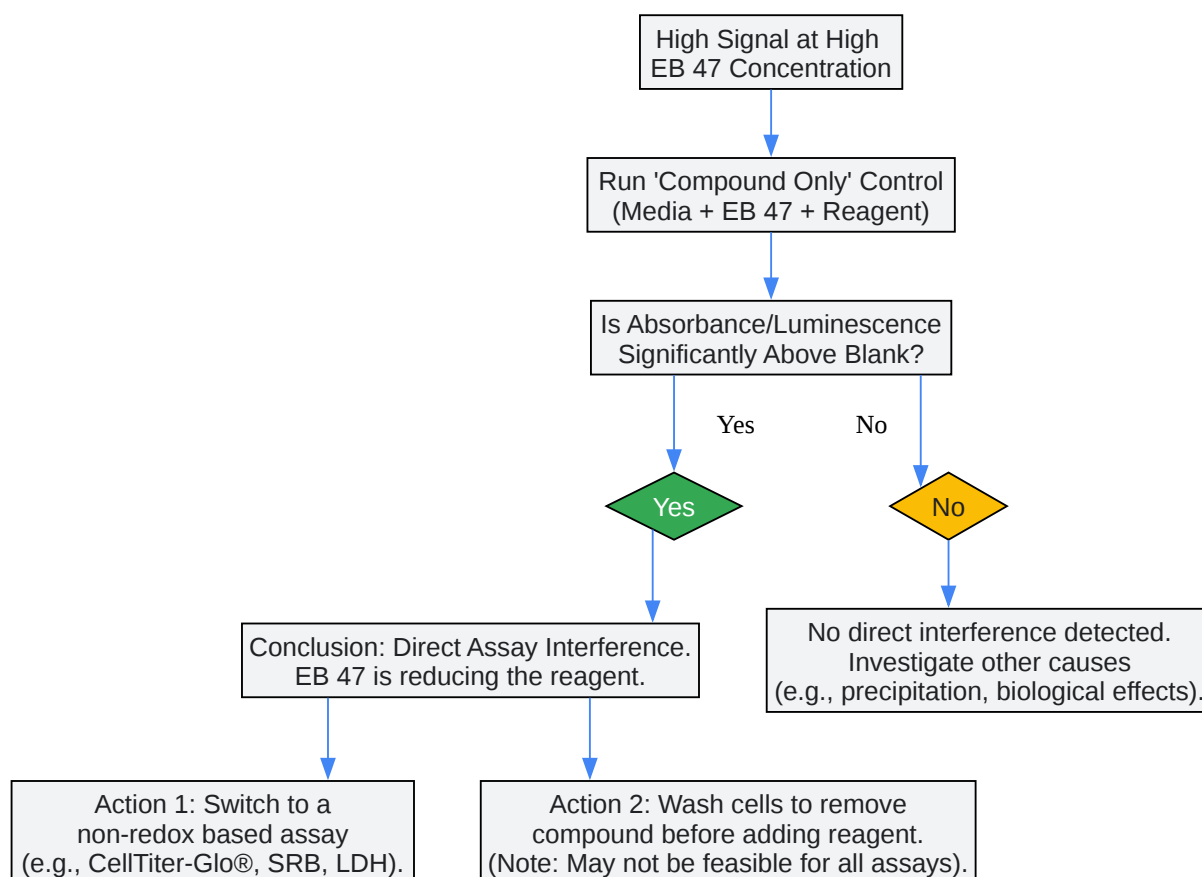 High Signal at High
EB 47 Concentration
Run 'Compound Only' Control
(Media + EB 47 + Reagent)
Is Absorbance/Luminescence
Significantly Above Blank?
Yes
No
Yes
No
Conclusion: Direct Assay Interference.
EB 47 is reducing the reagent.
No direct interference detected.
Investigate other causes
(e.g., precipitation, biological effects).
Action 1: Switch to a
non-redox based assay
(e.g., CellTiter-Glo®, SRB, LDH).
Action 2: Wash cells to remove
compound before adding reagent.
(Note: May not be feasible for all assays).